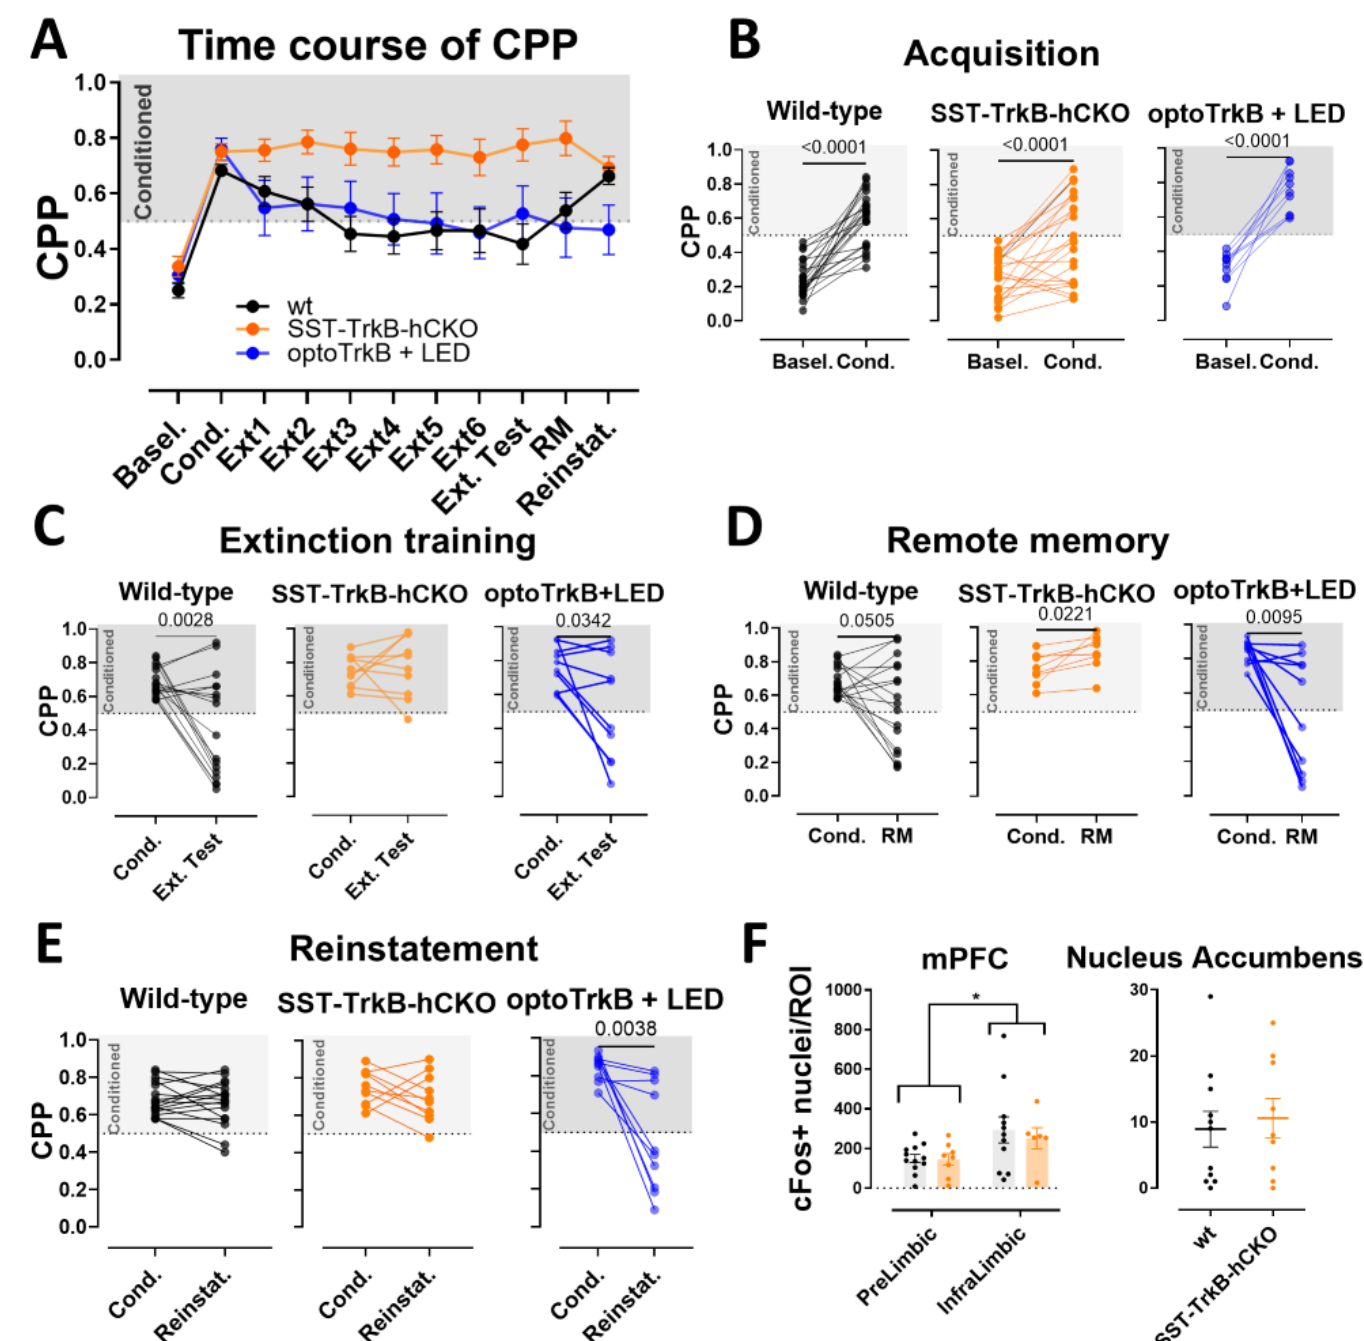 A
Time course of CPP
1.0
0.8
0.6
0.4
0.2
0.0
CPP
Conditioned
wt
SST-TrkB-hCKO
optoTrkB + LED
Basel.
Cond.
Ext1
Ext2
Ext3
Ext4
Ext5
Ext6
Ext. Test
RM
Reinstat.
B
Acquisition
Wild-type
SST-TrkB-hCKO
optoTrkB + LED
<0.0001
<0.0001
<0.0001
1.0
0.8
0.6
0.4
0.2
0.0
CPP
Conditioned
Conditioned
Conditioned
Basel. Cond.
Basel. Cond.
Basel. Cond.
C
Extinction training
Wild-type
SST-TrkB-hCKO
optoTrkB+LED
0.0028
0.0342
1.0
0.8
0.6
0.4
0.2
0.0
CPP
Conditioned
Conditioned
Conditioned
Cond.
Ext. Test
Cond.
Ext. Test
Cond.
Ext. Test
D
Remote memory
Wild-type
SST-TrkB-hCKO
optoTrkB+LED
0.0505
0.0221
0.0095
1.0
0.8
0.6
0.4
0.2
0.0
CPP
Conditioned
Conditioned
Conditioned
Cond. RM
Cond. RM
Cond. RM
E
Reinstatement
Wild-type
SST-TrkB-hCKO
optoTrkB + LED
0.0038
1.0
0.8
0.6
0.4
0.2
0.0
CPP
Conditioned
Conditioned
Conditioned
Cond.
Reinstat.
Cond.
Reinstat.
Cond.
Reinstat.
F
mPFC
Nucleus Accumbens
cFos+ nuclei/ROI
1000
800
600
400
200
0
*
PreLimbic
InfraLimbic
30
20
10
0
wt
SST-TrkB-hCKO